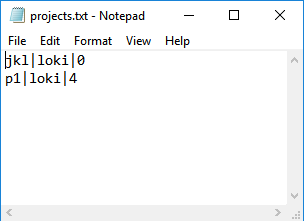 projects.txt - Notepad
File Edit Format View Help
jkl|loki|0
p1|loki|4